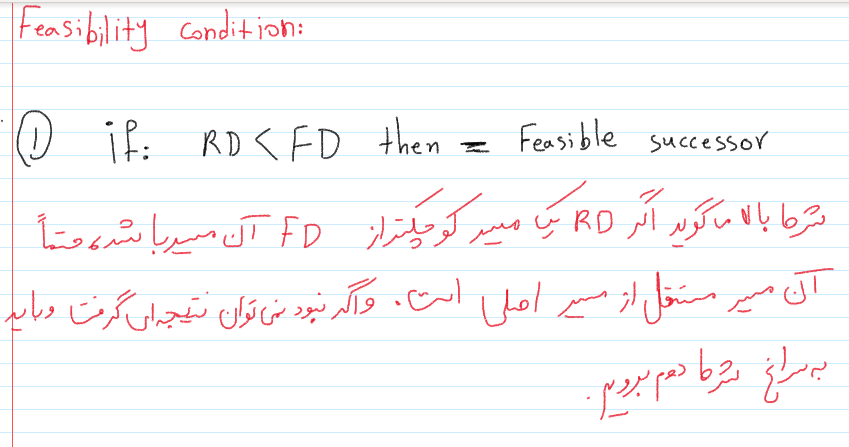 Feasibility condition:
① if: RD < FD then = Feasible successor
شرط بالا میگوید اگر RD یک مسیر کوچکتر از FD آن مسیر باشد، حتماً
آن مسیر مستقل از مسیر اصلی است. و اگر نبود نمی توان نتیجه ای گرفت و باید
به سراغ شرط دوم برویم.